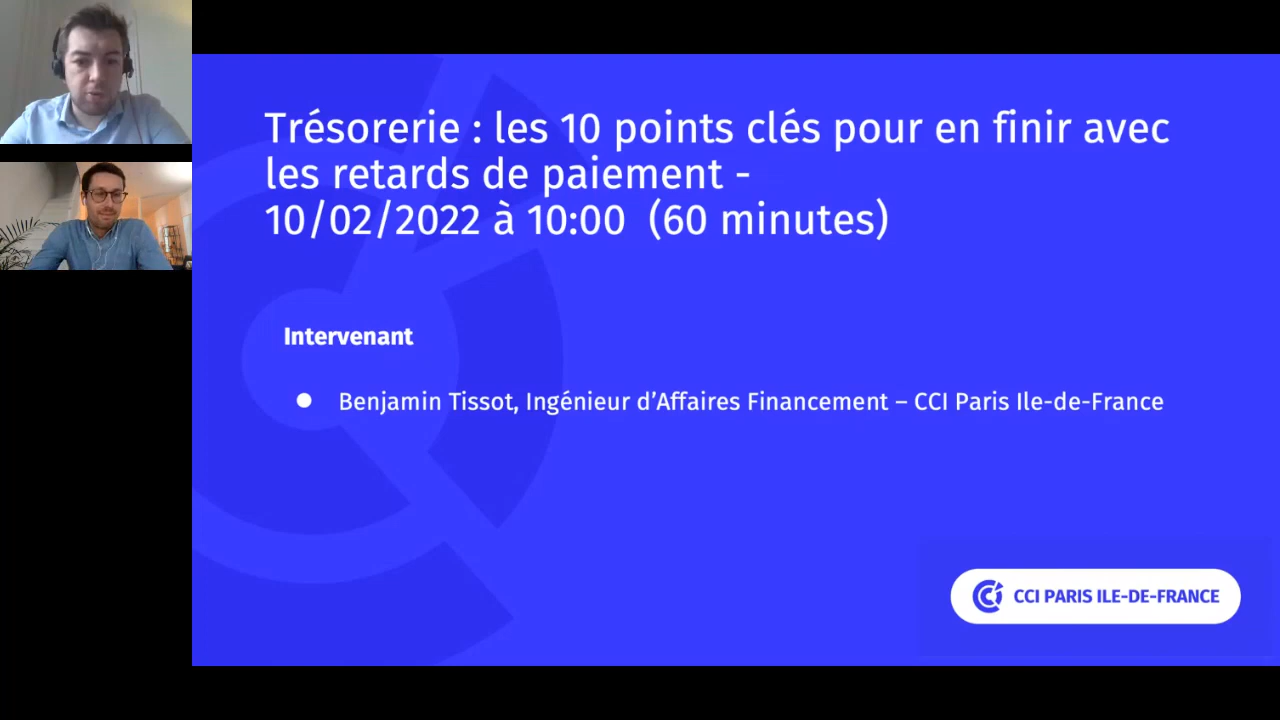 Trésorerie : les 10 points clés pour en finir avec
les retards de paiement -
10/02/2022 à 10:00 (60 minutes)
Intervenant
● Benjamin Tissot, Ingénieur d’Affaires Financement – CCI Paris Ile-de-France
CCI PARIS ILE-DE-FRANCE